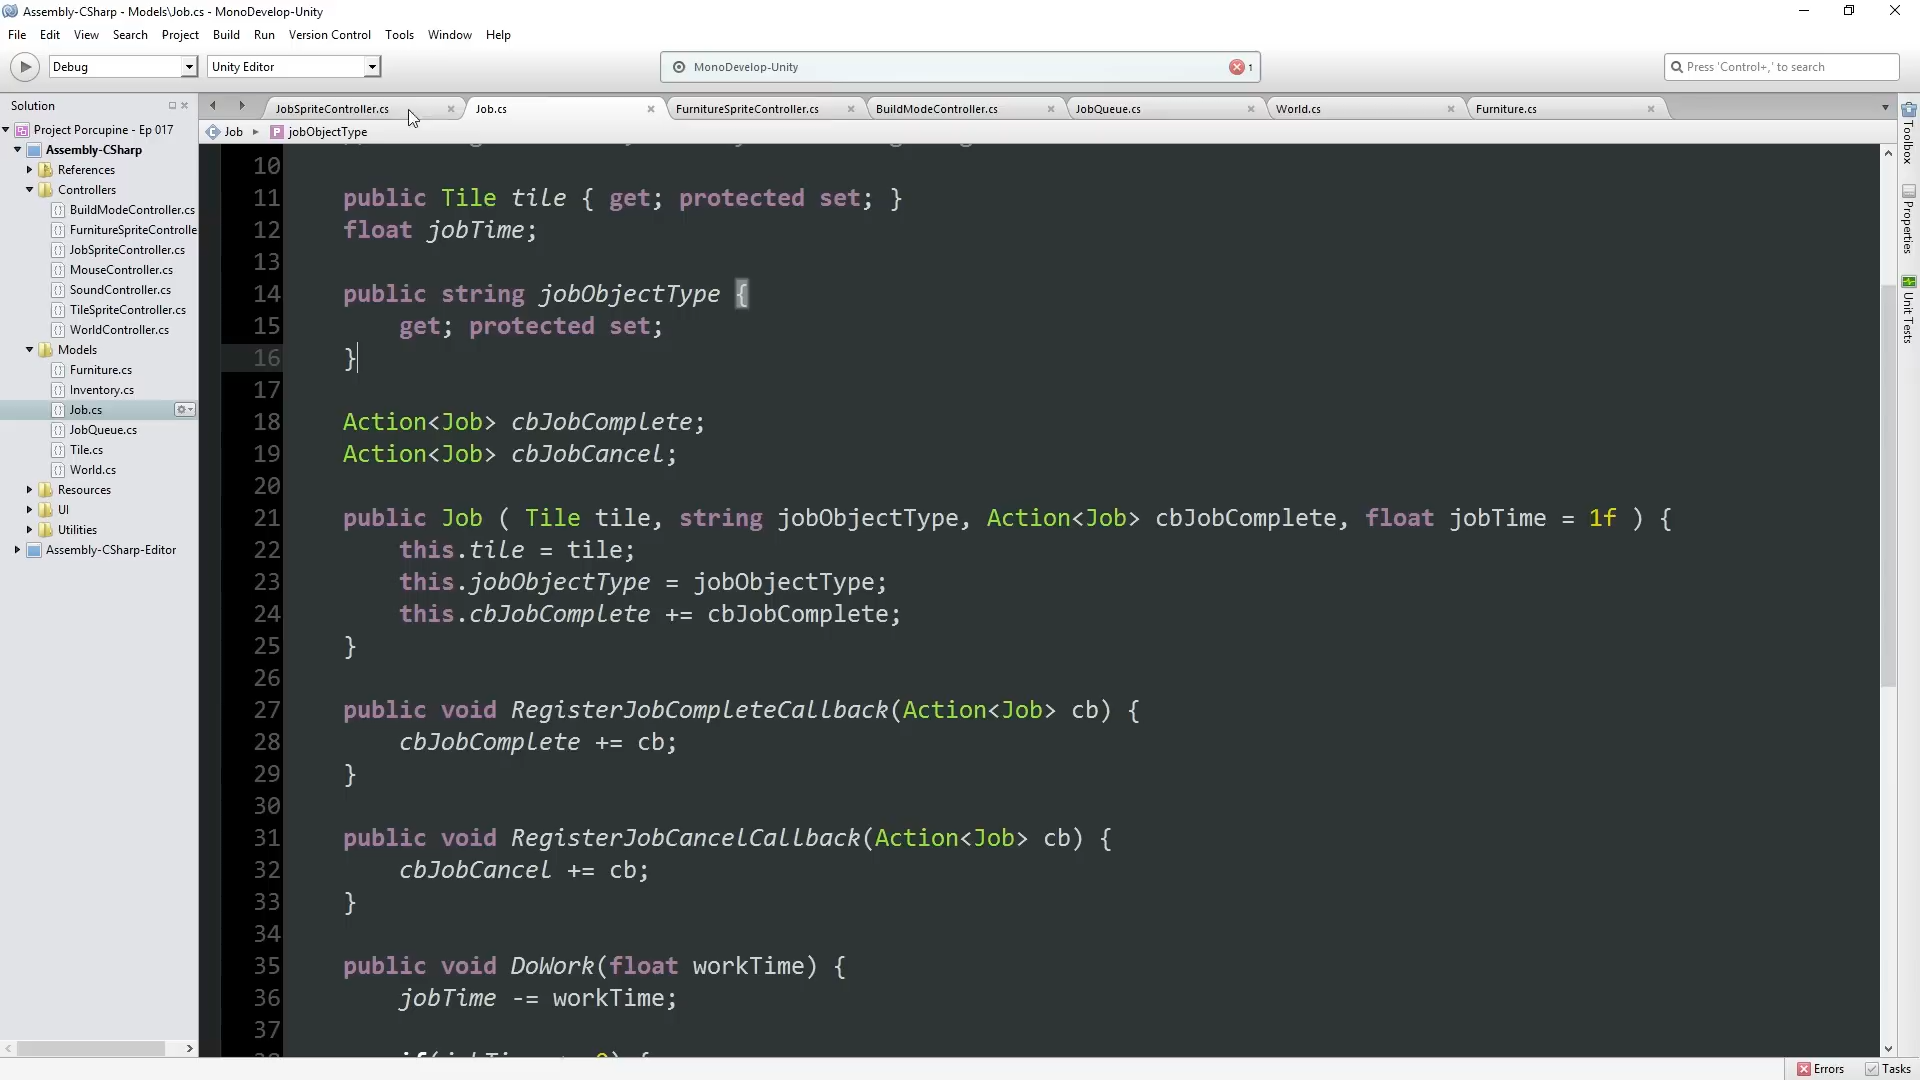 Assembly-CSharp - Models\Job.cs - MonoDevelop-Unity
File Edit View Search Project Build Run Version Control Tools Window Help
Debug Unity Editor MonoDevelop-Unity 1 Press 'Control+,' to search
Solution
JobSpriteController.cs Job.cs FurnitureSpriteController.cs BuildModeController.cs JobQueue.cs World.cs Furniture.cs
Job jobObjectType
Project Porcupine - Ep 017
Assembly-CSharp
References
Controllers
BuildModeController.cs
FurnitureSpriteControlle
JobSpriteController.cs
MouseController.cs
SoundController.cs
TileSpriteController.cs
WorldController.cs
Models
Furniture.cs
Inventory.cs
Job.cs
JobQueue.cs
Tile.cs
World.cs
Resources
UI
Utilities
Assembly-CSharp-Editor
10
11 public Tile tile { get; protected set; }
12 float jobTime;
13
14 public string jobObjectType {
15 get; protected set;
16 }
17
18 Action<Job> cbJobComplete;
19 Action<Job> cbJobCancel;
20
21 public Job ( Tile tile, string jobObjectType, Action<Job> cbJobComplete, float jobTime = 1f ) {
22 this.tile = tile;
23 this.jobObjectType = jobObjectType;
24 this.cbJobComplete += cbJobComplete;
25 }
26
27 public void RegisterJobCompleteCallback(Action<Job> cb) {
28 cbJobComplete += cb;
29 }
30
31 public void RegisterJobCancelCallback(Action<Job> cb) {
32 cbJobCancel += cb;
33 }
34
35 public void DoWork(float workTime) {
36 jobTime -= workTime;
37
Toolbox
Properties
Unit Tests
Errors Tasks